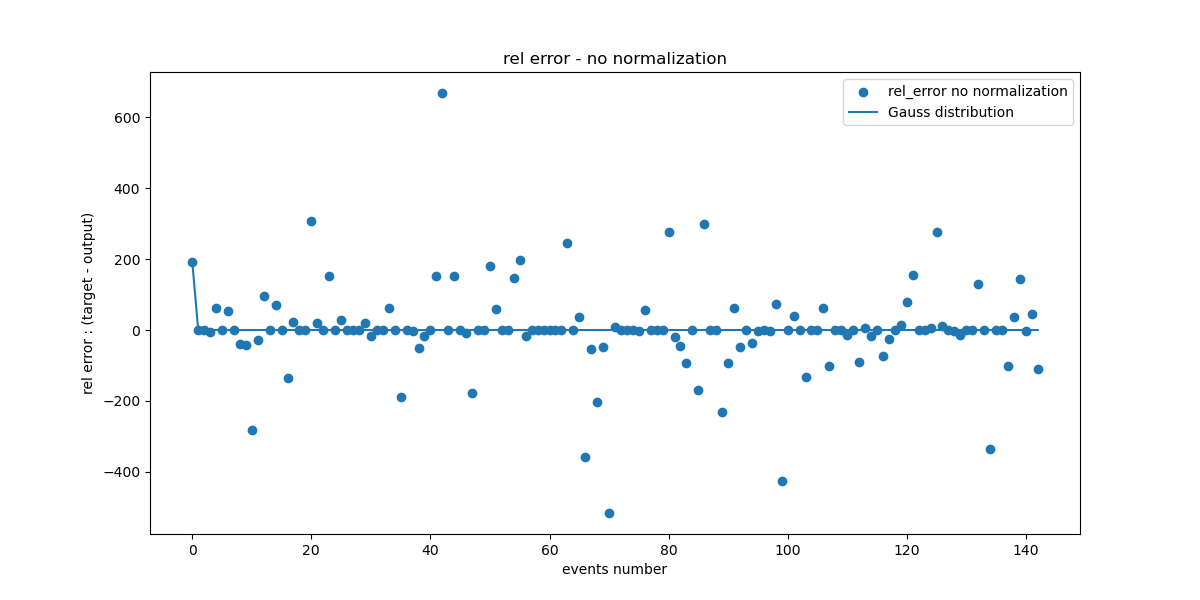 rel error - no normalization
rel_error no normalization
Gauss distribution
rel error : (target - output)
600
400
200
0
−200
−400
0 20 40 60 80 100 120 140
events number